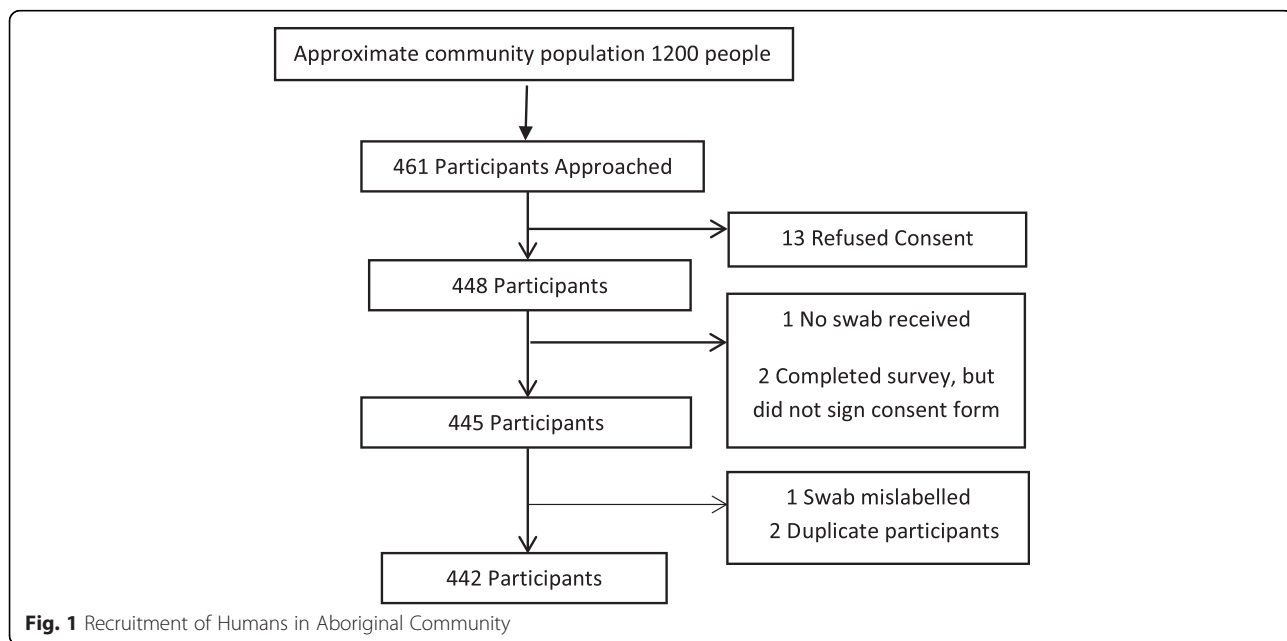 Approximate community population 1200 people
461 Participants Approached
13 Refused Consent
448 Participants
1 No swab received
2 Completed survey, but
did not sign consent form
445 Participants
1 Swab mislabelled
2 Duplicate participants
442 Participants
Fig. 1 Recruitment of Humans in Aboriginal Community